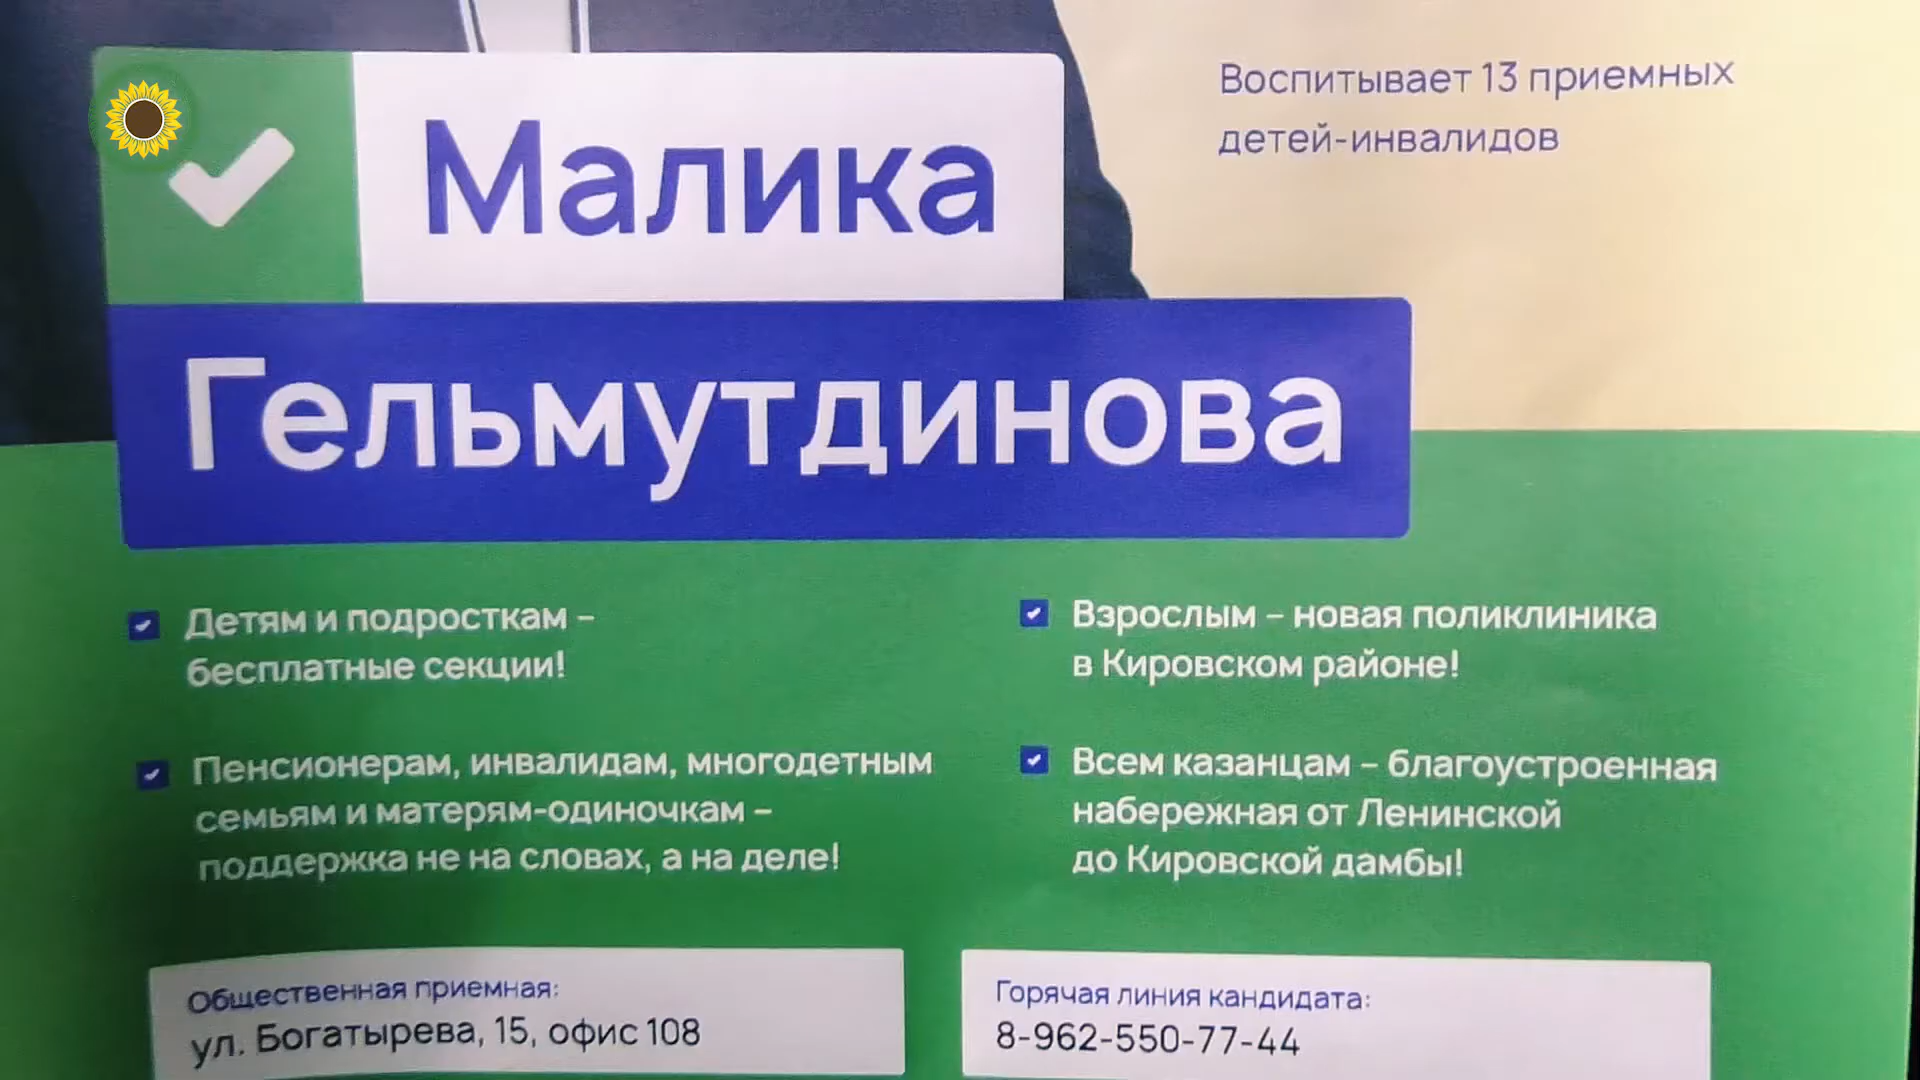 Воспитывает 13 приемных
детей-инвалидов
Малика
Гельмутдинова
Детям и подросткам –
бесплатные секции!
Пенсионерам, инвалидам, многодетным
семьям и матерям-одиночкам –
поддержка не на словах, а на деле!
Взрослым – новая поликлиника
в Кировском районе!
Всем казанцам – благоустроенная
набережная от Ленинской
до Кировской дамбы!
Общественная приемная:
ул. Богатырева, 15, офис 108
Горячая линия кандидата:
8-962-550-77-44